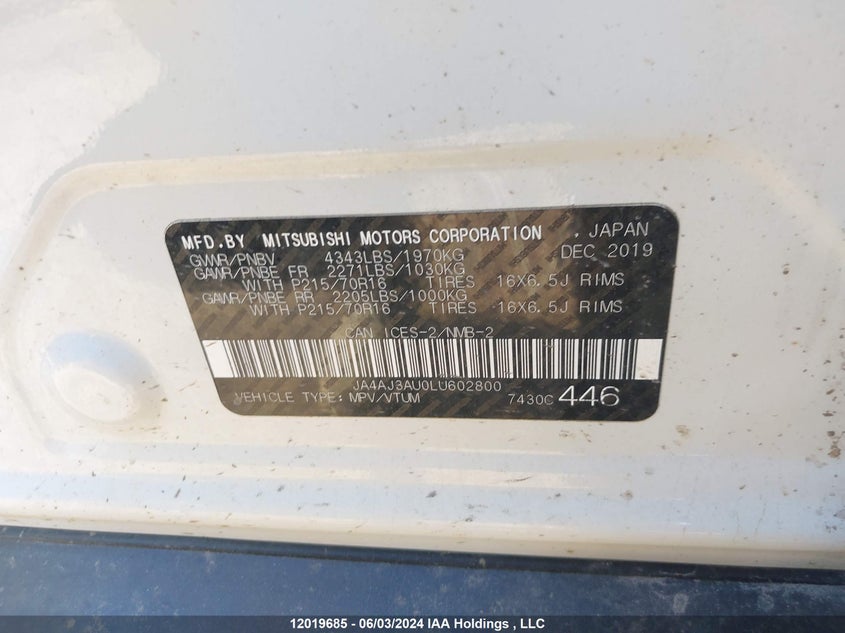 MFD.BY MITSUBISHI MOTORS CORPORATION , JAPAN
GVWR/PNBV 4343LBS/1970KG DEC 2019
GAWR/PNBE FR 2271LBS/1030KG
WITH P215/70R16 TIRES 16X6.5J RIMS
GAWR/PNBE RR 2205LBS/1000KG
WITH P215/70R16 TIRES 16X6.5J RIMS
CAN ICES-2/NMB-2
JA4AJ3AU0LU602800
VEHICLE TYPE: MPV/VTUM 7430C 446
12019685 - 06/03/2024 IAA Holdings , LLC